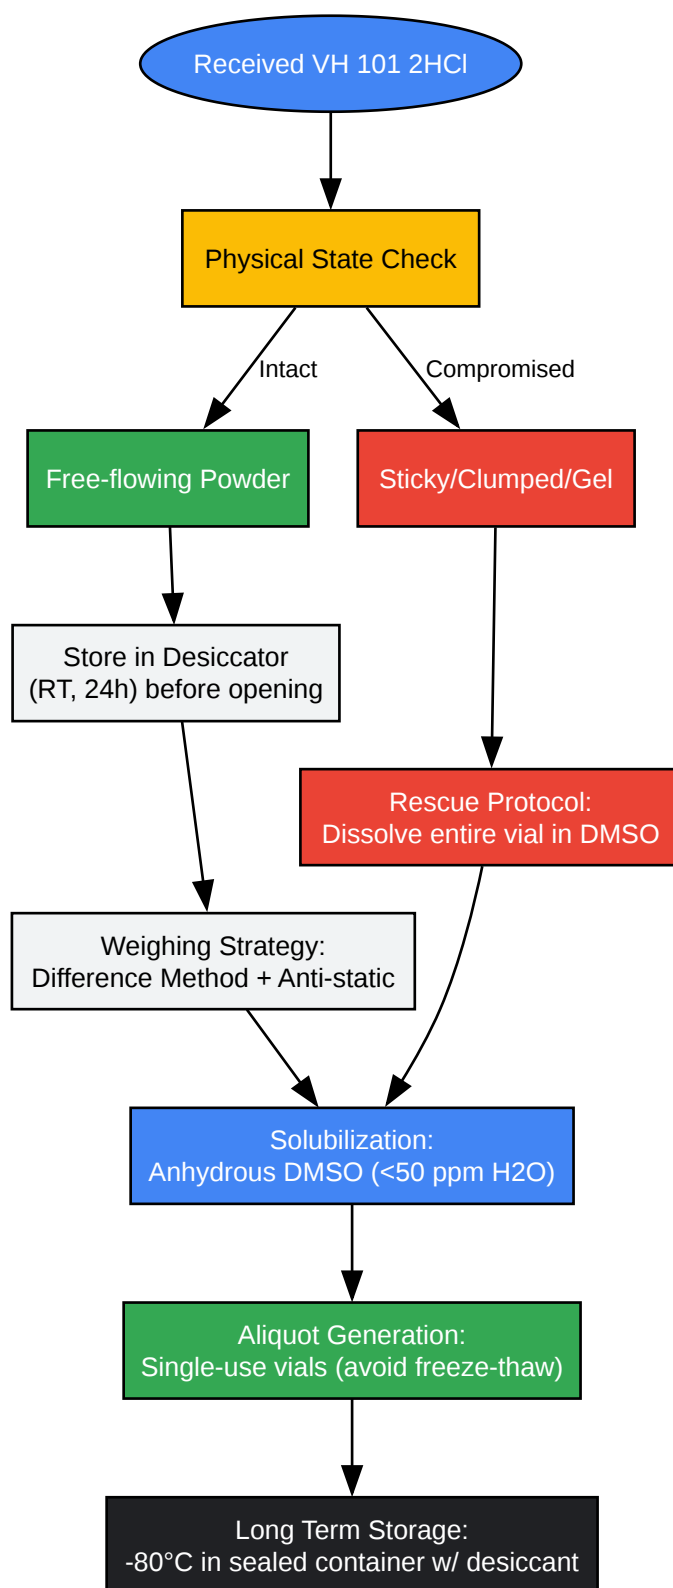 Received VH 101 2HCl
Physical State Check
Intact
Compromised
Free-flowing Powder
Sticky/Clumped/Gel
Store in Desiccator
(RT, 24h) before opening
Rescue Protocol:
Dissolve entire vial in DMSO
Weighing Strategy:
Difference Method + Anti-static
Solubilization:
Anhydrous DMSO (<50 ppm H2O)
Aliquot Generation:
Single-use vials (avoid freeze-thaw)
Long Term Storage:
-80°C in sealed container w/ desiccant